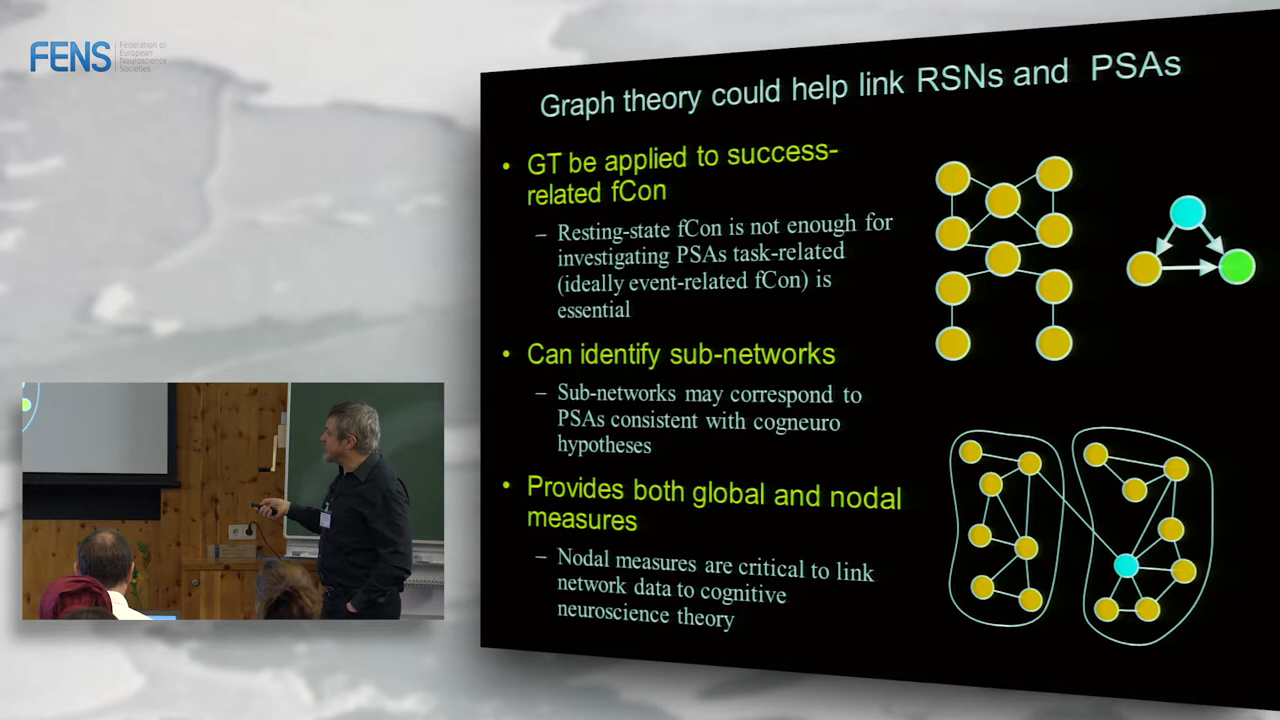 FENS
Federation of
European
Neuroscience
Societies
Graph theory could help link RSNs and PSAs
• GT be applied to success-
related fCon
– Resting-state fCon is not enough for
investigating PSAs task-related
(ideally event-related fCon) is
essential
• Can identify sub-networks
– Sub-networks may correspond to
PSAs consistent with cogneuro
hypotheses
• Provides both global and nodal
measures
– Nodal measures are critical to link
network data to cognitive
neuroscience theory